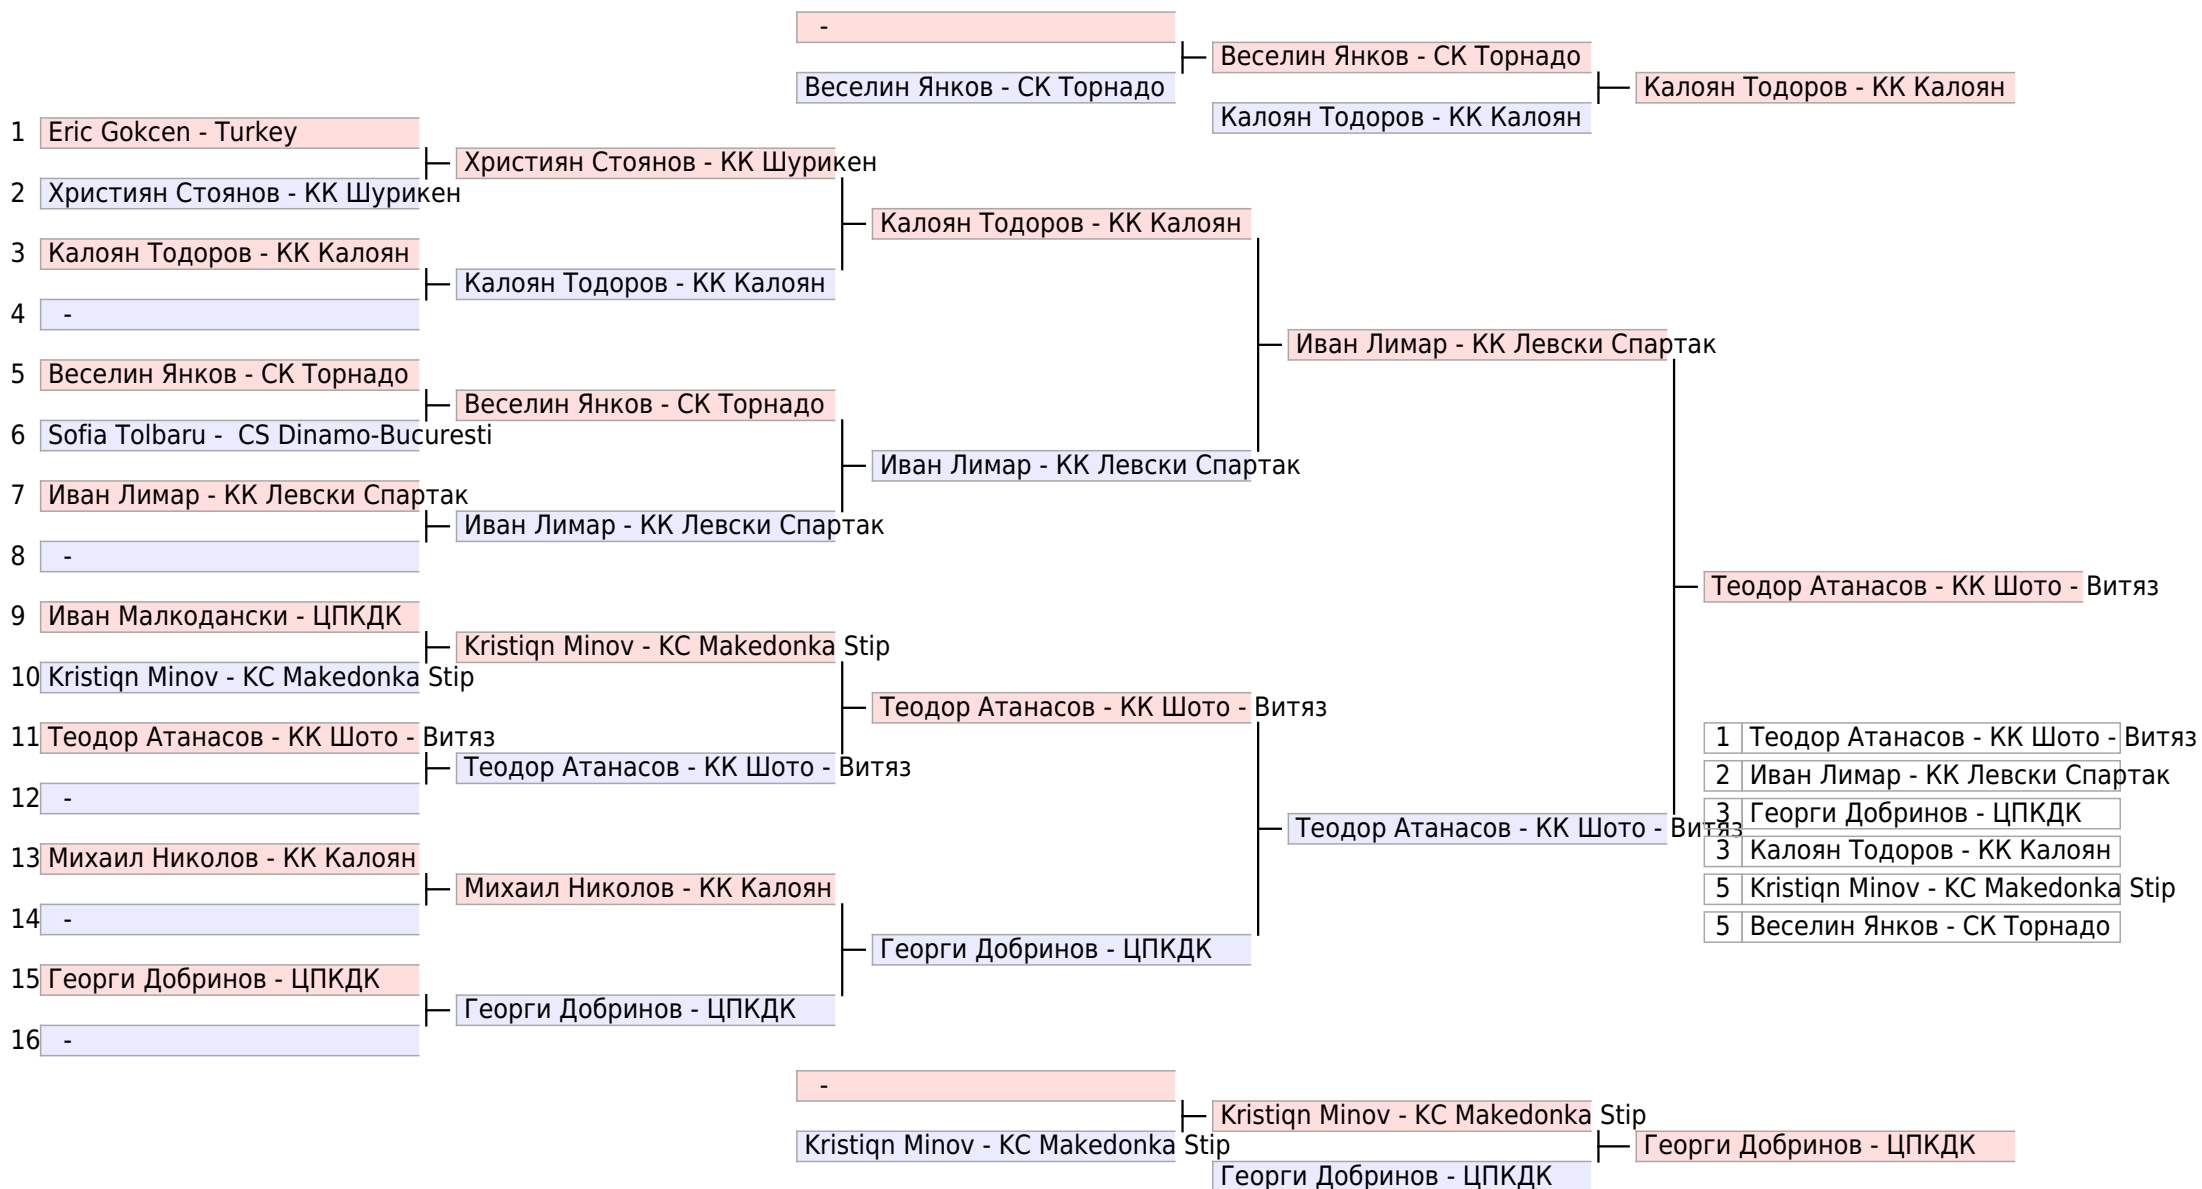 -
Веселин Янков - СК Торнадо
Веселин Янков - СК Торнадо
Калоян Тодоров - КК Калоян
Калоян Тодоров - КК Калоян
1 Eric Gokcen - Turkey
Християн Стоянов - КК Шурикен
2 Християн Стоянов - КК Шурикен
Калоян Тодоров - КК Калоян
3 Калоян Тодоров - КК Калоян
Калоян Тодоров - КК Калоян
4 -
Иван Лимар - КК Левски Спартак
5 Веселин Янков - СК Торнадо
Веселин Янков - СК Торнадо
6 Sofia Tolbaru -  CS Dinamo-Bucuresti
Иван Лимар - КК Левски Спартак
7 Иван Лимар - КК Левски Спартак
Иван Лимар - КК Левски Спартак
8 -
Теодор Атанасов - КК Шото - Витяз
9 Иван Малкодански - ЦПКДК
Kristiqn Minov - KC Makedonka Stip
10 Kristiqn Minov - KC Makedonka Stip
Теодор Атанасов - КК Шото - Витяз
11 Теодор Атанасов - КК Шото - Витяз
1 Теодор Атанасов - КК Шото - Витяз
Теодор Атанасов - КК Шото - Витяз
2 Иван Лимар - КК Левски Спартак
12 -
3 Георги Добринов - ЦПКДК
Теодор Атанасов - КК Шото - Витяз
13 Михаил Николов - КК Калоян
3 Калоян Тодоров - КК Калоян
Михаил Николов - КК Калоян
5 Kristiqn Minov - KC Makedonka Stip
14 -
5 Веселин Янков - СК Торнадо
Георги Добринов - ЦПКДК
15 Георги Добринов - ЦПКДК
Георги Добринов - ЦПКДК
16 -
-
Kristiqn Minov - KC Makedonka Stip
Kristiqn Minov - KC Makedonka Stip
Георги Добринов - ЦПКДК
Георги Добринов - ЦПКДК